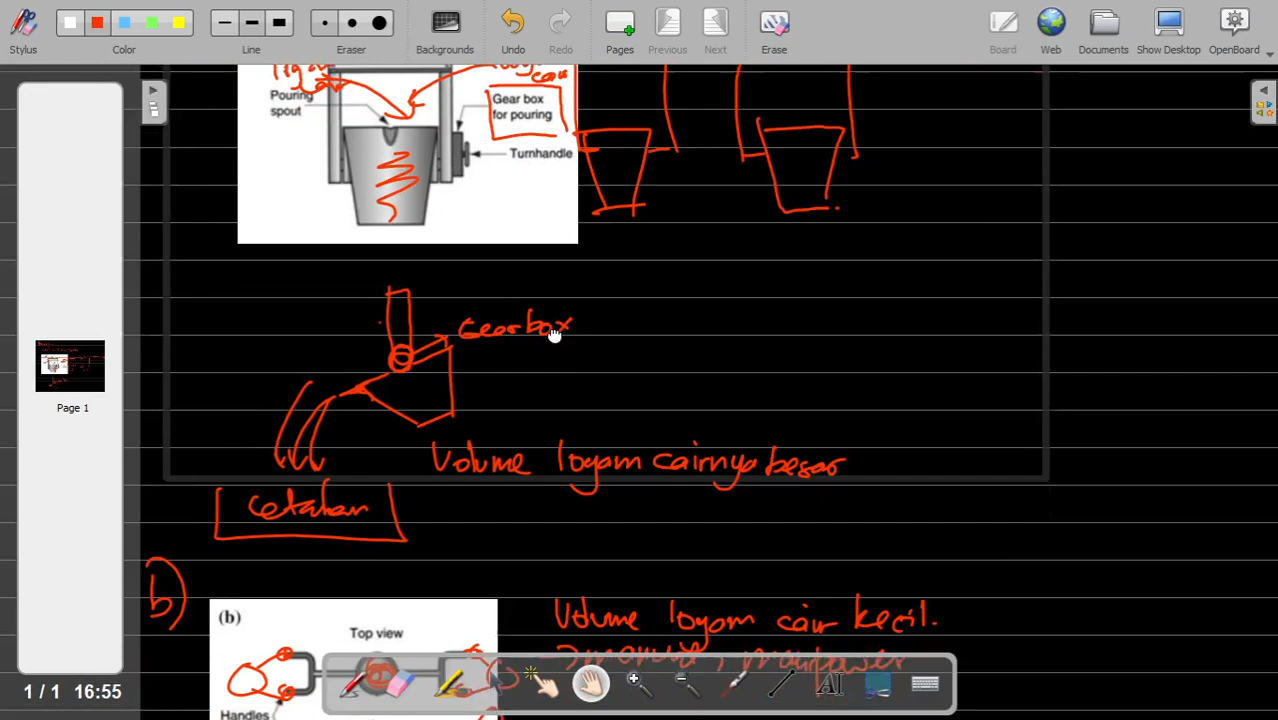 Stylus
Color
Line
Eraser
Backgrounds
Undo
Redo
Pages
Previous
Next
Erase
Board
Web
Documents
Show Desktop
OpenBoard
Pouring
spout
Gear box
for pouring
Turnhandle
Gearbox
Volume logam cairnya besar
Cetakan
Page 1
b)
(b)
Top view
Handles
Volume logam cair kecil.
manpower
1 / 1 16:55